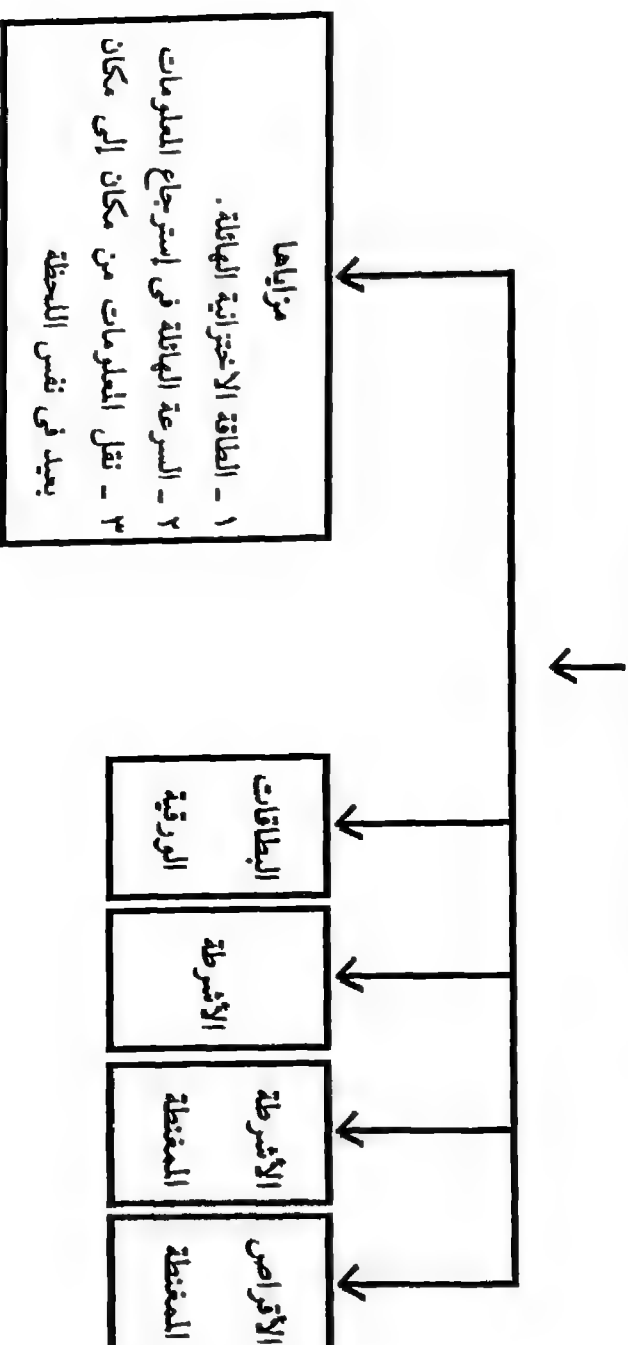 مزاياها
١ ـ الطاقة الاختزانية الهائلة.
٢ ـ السرعة الهائلة فى إسترجاع المعلومات
٣ ـ نقل المعلومات من مكان إلى مكان
بعيد فى نفس اللحظة
البطاقات
الورقية
الأشرطة
الأشرطة
الممغنطة
الأقراص
الممغنطة